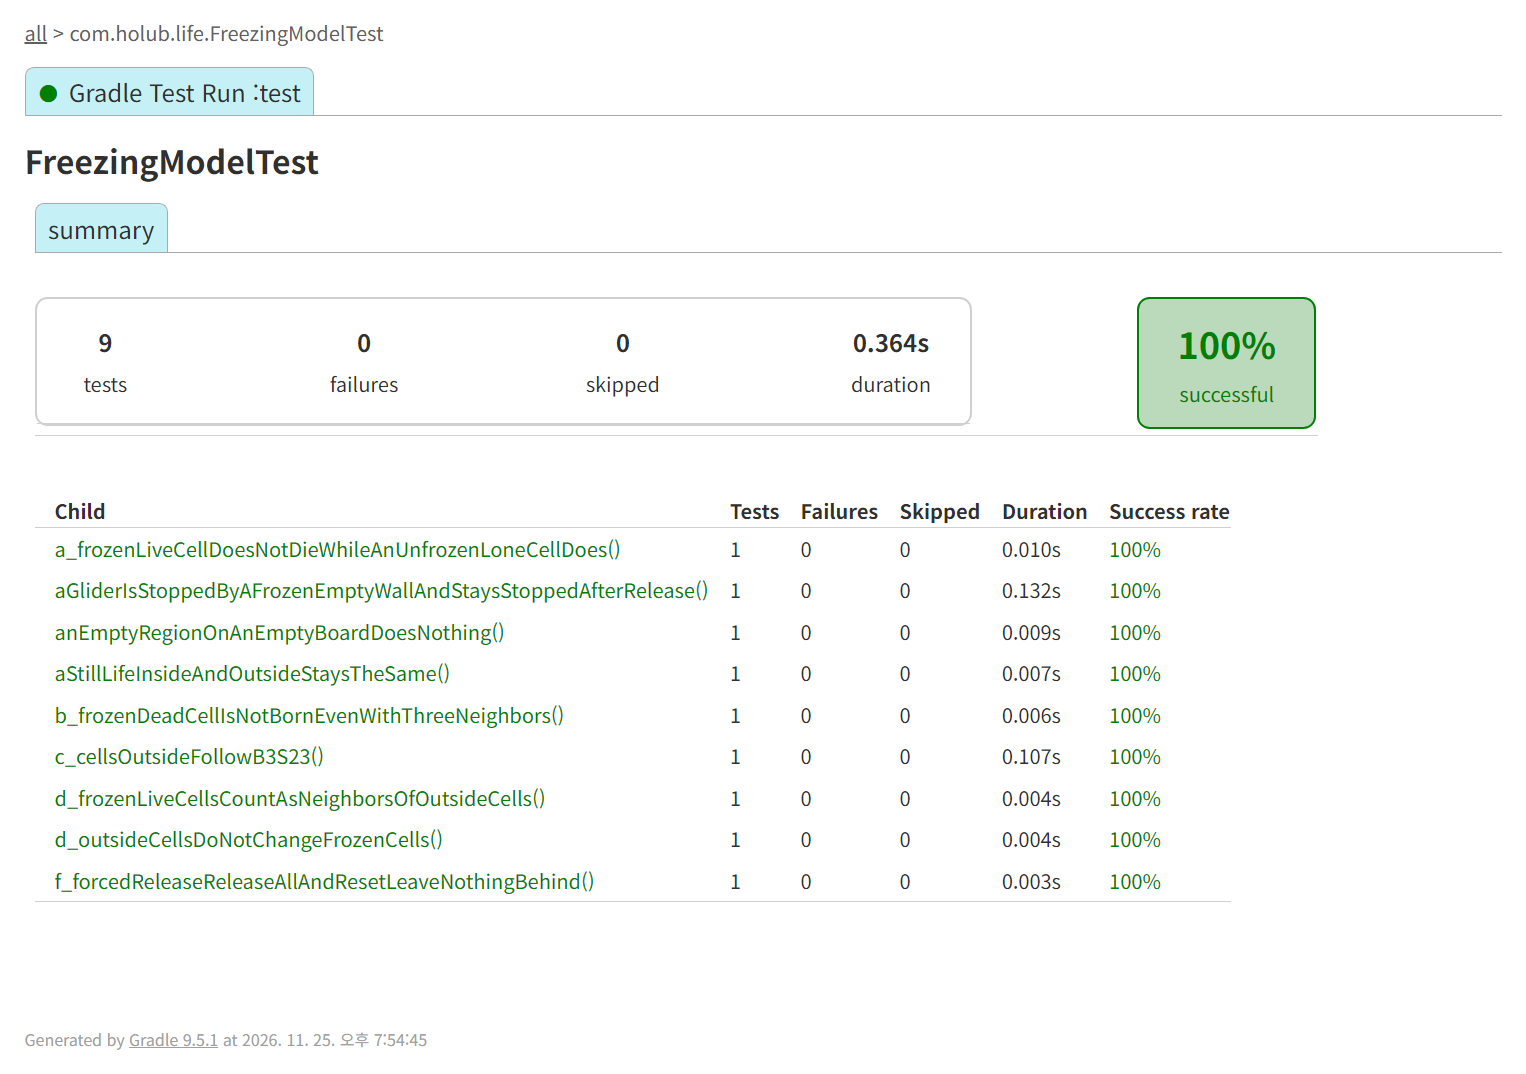 all > com.holub.life.FreezingModelTest
Gradle Test Run :test
FreezingModelTest
summary
9 0 0 0.364s 100%
tests failures skipped duration successful
Child Tests Failures Skipped Duration Success rate
a_frozenLiveCellDoesNotDieWhileAnUnfrozenLoneCellDoes() 1 0 0 0.010s 100%
aGliderIsStoppedByAFrozenEmptyWallAndStaysStoppedAfterRelease() 1 0 0 0.132s 100%
anEmptyRegionOnAnEmptyBoardDoesNothing() 1 0 0 0.009s 100%
aStillLifeInsideAndOutsideStaysTheSame() 1 0 0 0.007s 100%
b_frozenDeadCellIsNotBornEvenWithThreeNeighbors() 1 0 0 0.006s 100%
c_cellsOutsideFollowB3S23() 1 0 0 0.107s 100%
d_frozenLiveCellsCountAsNeighborsOfOutsideCells() 1 0 0 0.004s 100%
d_outsideCellsDoNotChangeFrozenCells() 1 0 0 0.004s 100%
f_forcedReleaseReleaseAllAndResetLeaveNothingBehind() 1 0 0 0.003s 100%
Generated by Gradle 9.5.1 at 2026. 11. 25. 오후 7:54:45